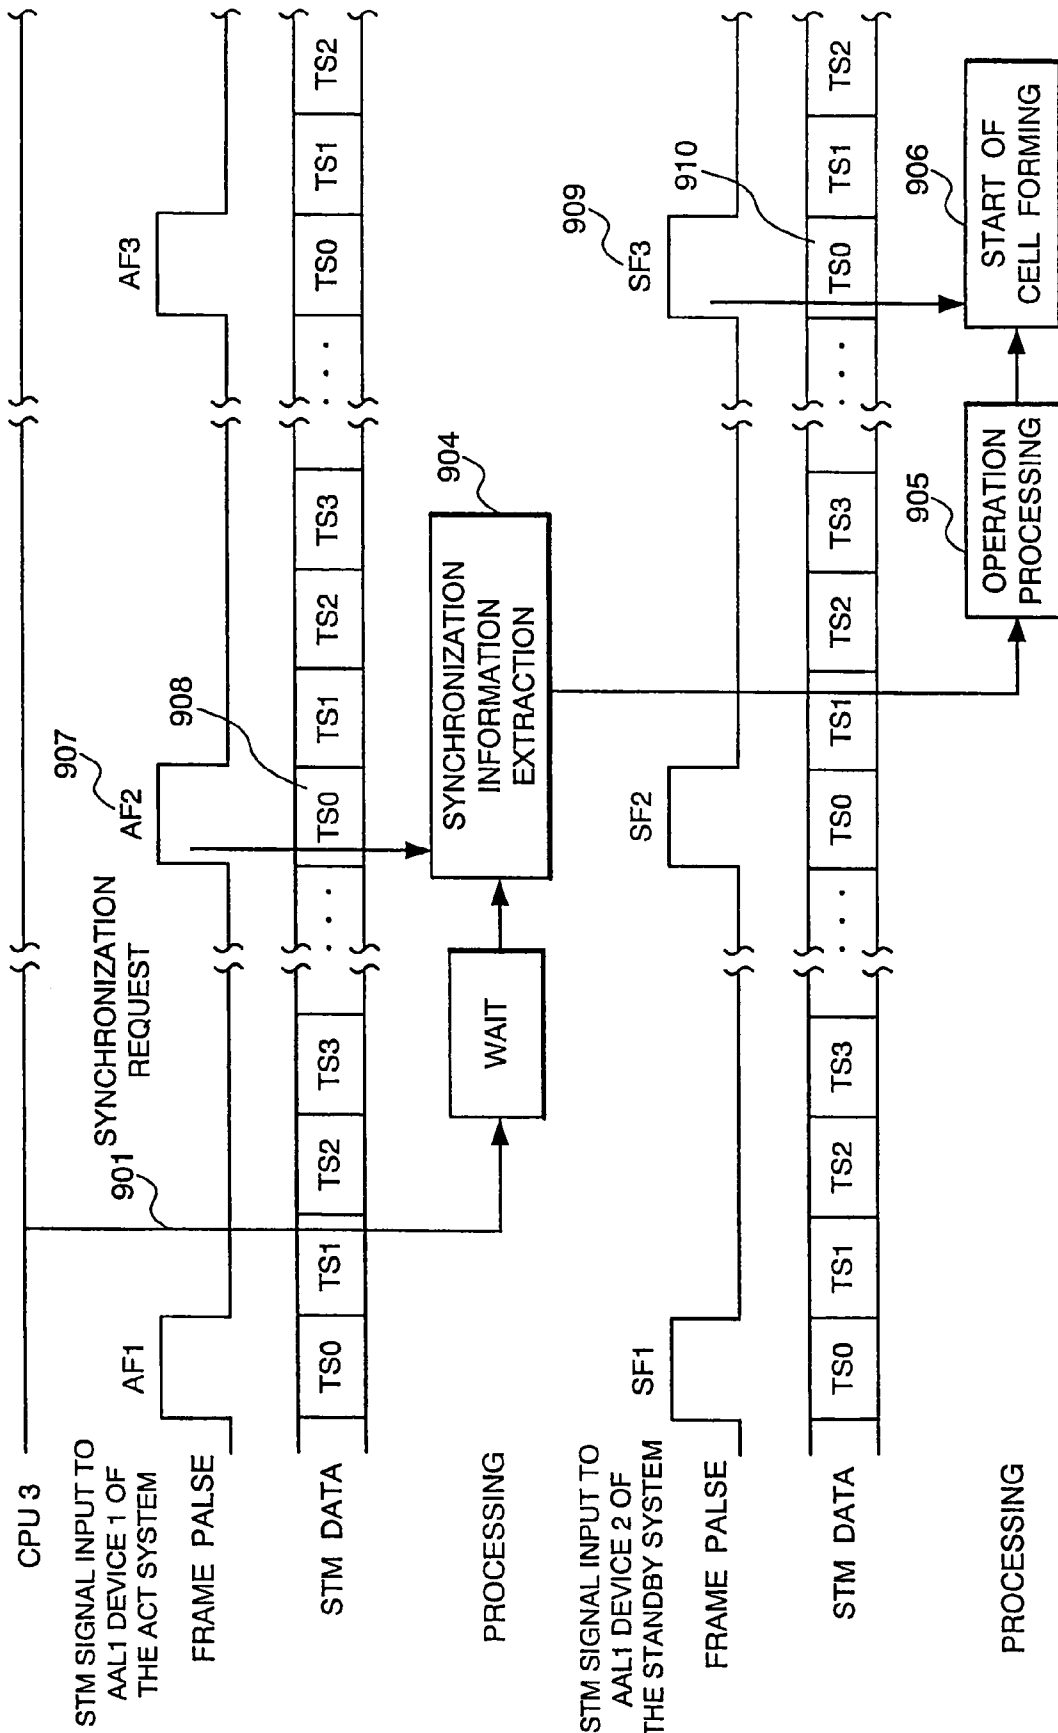 CPU 3
901
SYNCHRONIZATION
REQUEST
STM SIGNAL INPUT TO
AAL1 DEVICE 1 OF
THE ACT SYSTEM
FRAME PALSE
AF1
AF2
907
AF3
STM DATA
TS0
TS1
TS2
TS3
. . .
TS0
908
TS1
TS2
TS3
. . .
TS0
TS1
TS2
PROCESSING
WAIT
SYNCHRONIZATION
INFORMATION
EXTRACTION
904
STM SIGNAL INPUT TO
AAL1 DEVICE 2 OF
THE STANDBY SYSTEM
FRAME PALSE
SF1
SF2
SF3
909
STM DATA
TS0
TS1
TS2
TS3
. . .
TS0
TS1
TS2
TS3
. . .
TS0
910
TS1
TS2
PROCESSING
OPERATION
PROCESSING
905
START OF
CELL FORMING
906